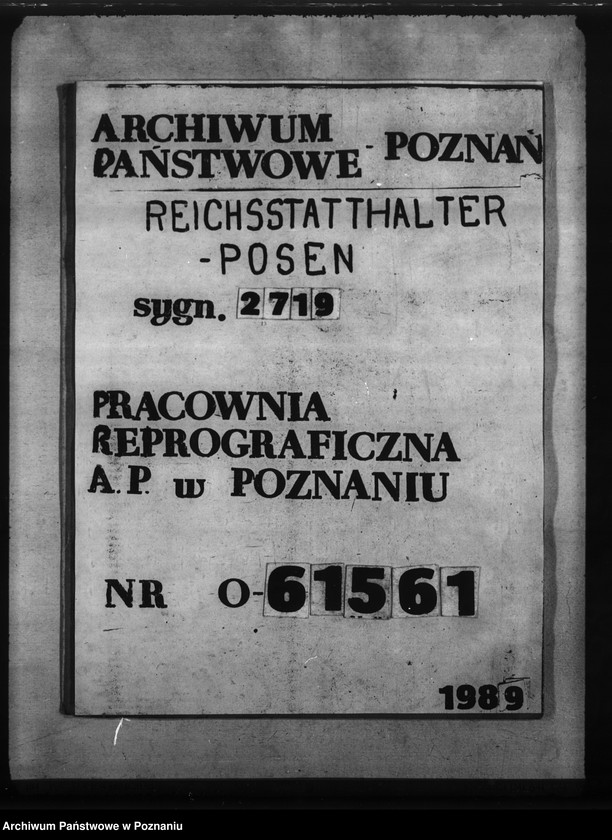 ARCHIWUM
PAŃSTWOWE - POZNAŃ
REICHSSTATTHALTER
-POSEN
sygn. 2719
PRACOWNIA
REPROGRAFICZNA
A.P. w POZNANIU
NR O-61561
1989
Archiwum Państwowe w Poznaniu